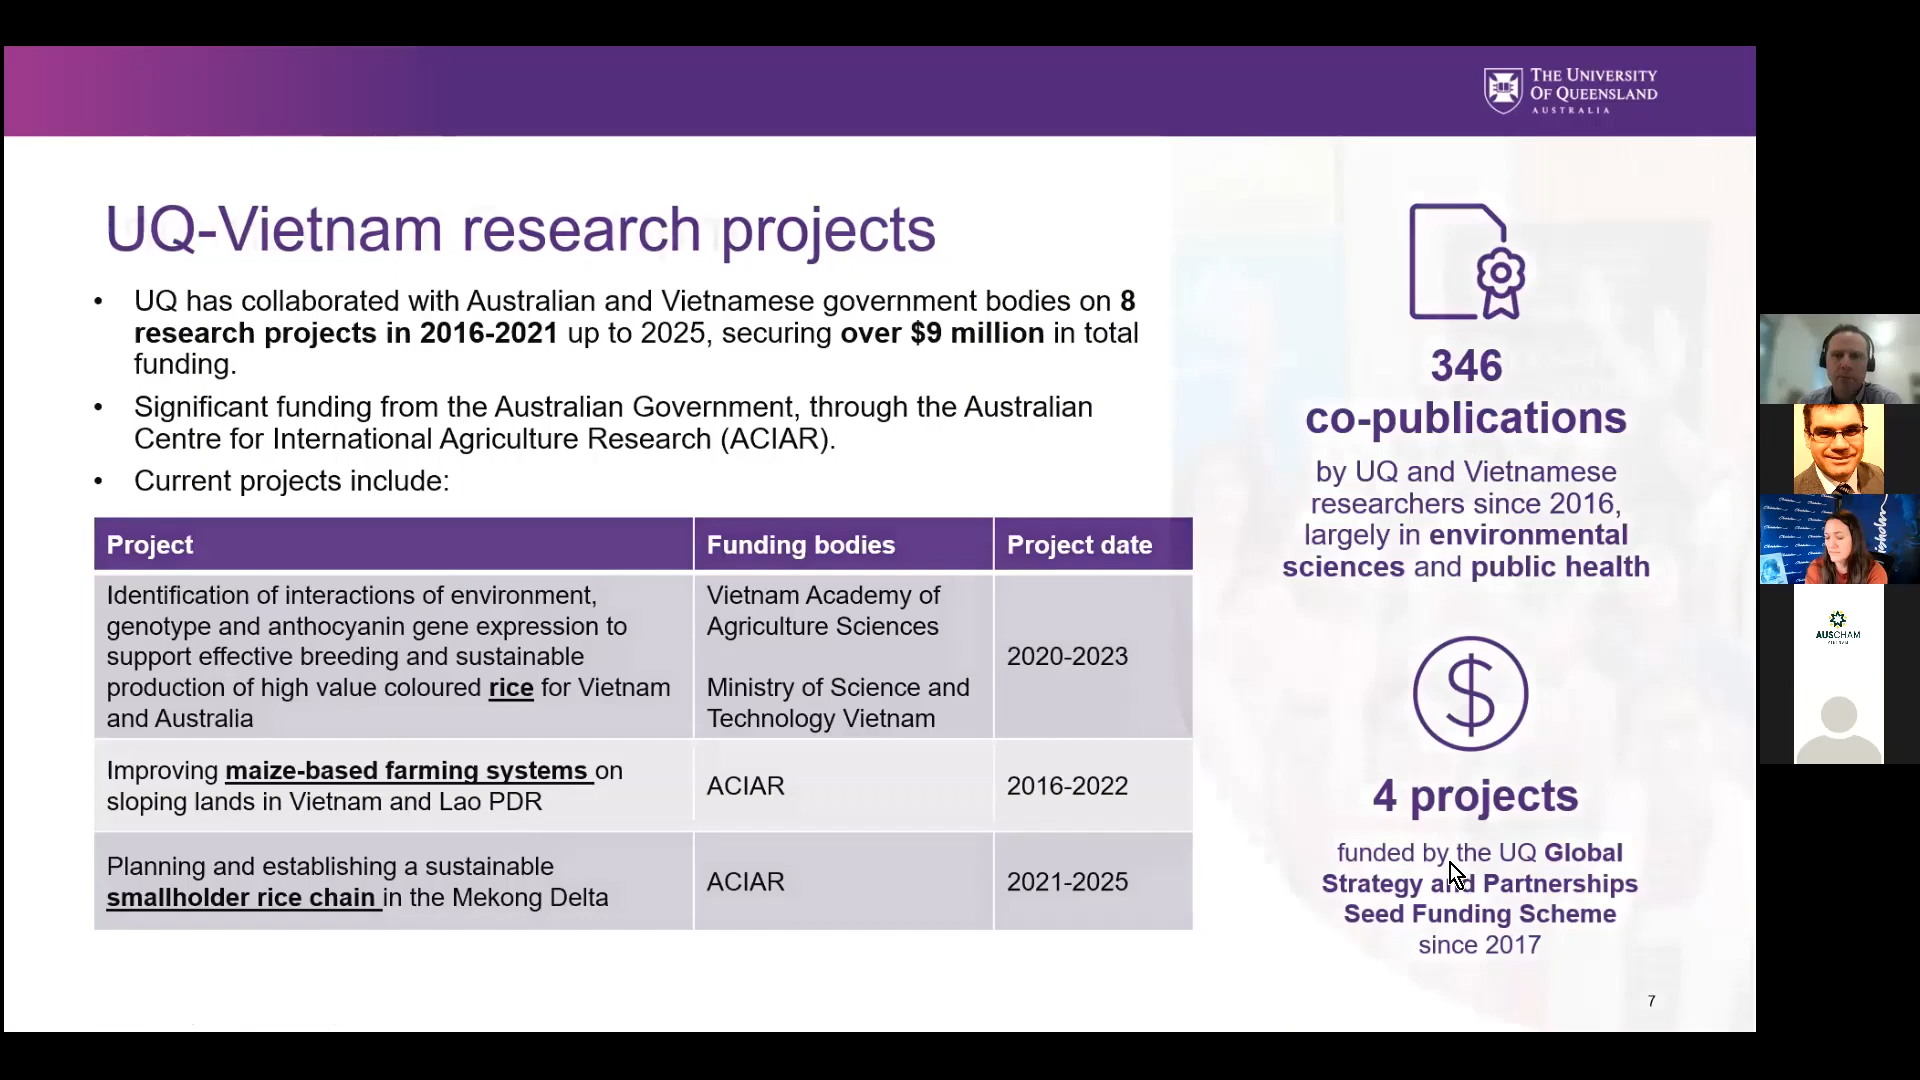 THE UNIVERSITY
OF QUEENSLAND
AUSTRALIA
UQ-Vietnam research projects
• UQ has collaborated with Australian and Vietnamese government bodies on 8
research projects in 2016-2021 up to 2025, securing over $9 million in total
funding.
• Significant funding from the Australian Government, through the Australian
Centre for International Agriculture Research (ACIAR).
• Current projects include:
Project
Funding bodies
Project date
Identification of interactions of environment,
genotype and anthocyanin gene expression to
support effective breeding and sustainable
production of high value coloured rice for Vietnam
and Australia
Vietnam Academy of
Agriculture Sciences
Ministry of Science and
Technology Vietnam
2020-2023
Improving maize-based farming systems on
sloping lands in Vietnam and Lao PDR
ACIAR
2016-2022
Planning and establishing a sustainable
smallholder rice chain in the Mekong Delta
ACIAR
2021-2025
346
co-publications
by UQ and Vietnamese
researchers since 2016,
largely in environmental
sciences and public health
$
4 projects
funded by the UQ Global
Strategy and Partnerships
Seed Funding Scheme
since 2017
7
AUSCHAM